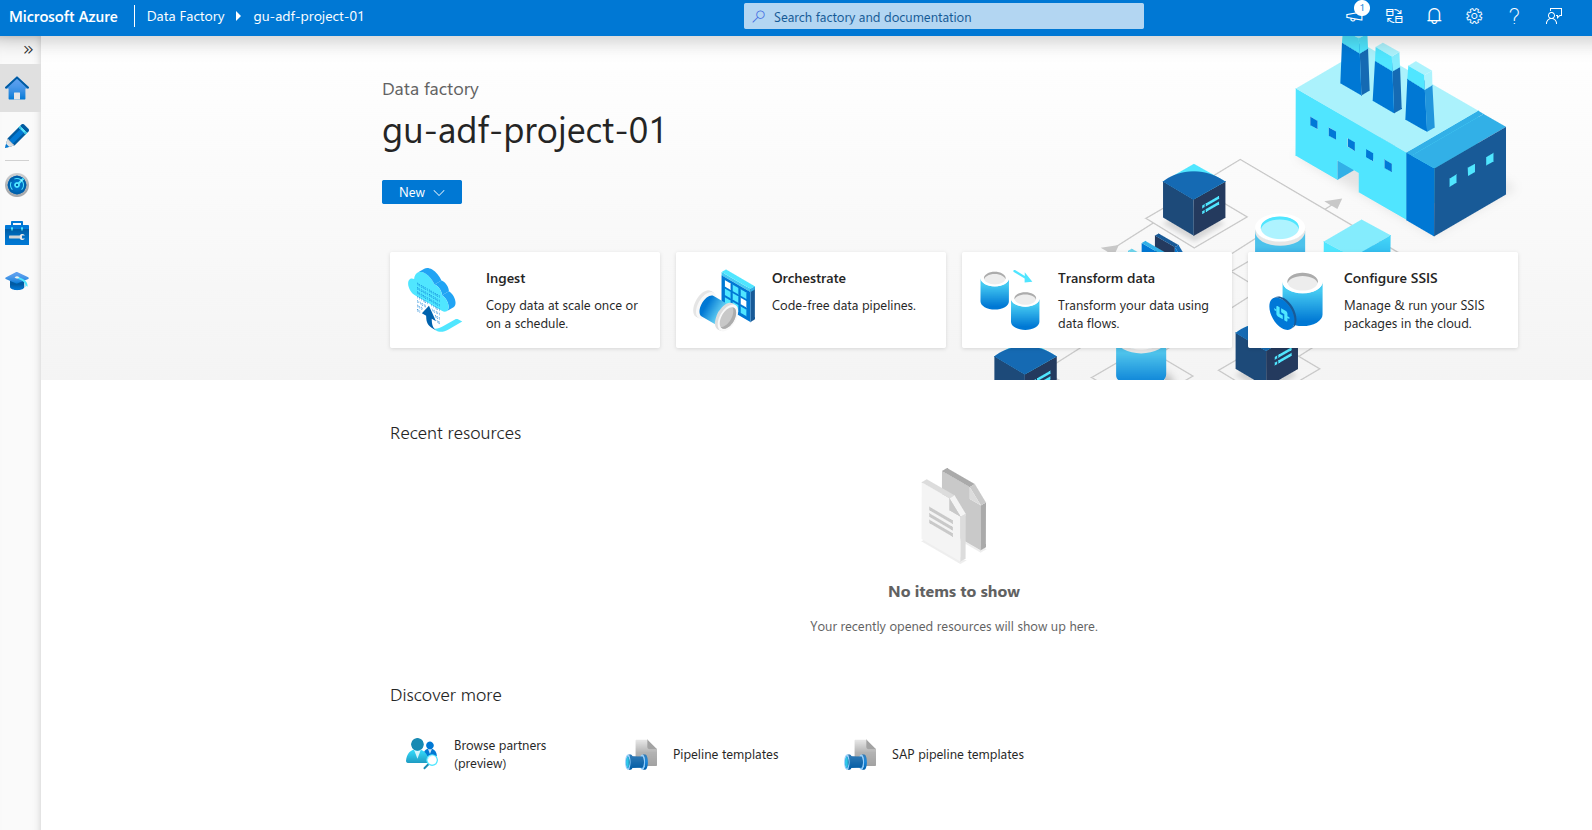 Microsoft Azure
Data Factory
gu-adf-project-01
Search factory and documentation
1
Data factory
gu-adf-project-01
New
Ingest
Copy data at scale once or
on a schedule.
Orchestrate
Code-free data pipelines.
Transform data
Transform your data using
data flows.
Configure SSIS
Manage & run your SSIS
packages in the cloud.
Recent resources
No items to show
Your recently opened resources will show up here.
Discover more
Browse partners
(preview)
Pipeline templates
SAP pipeline templates